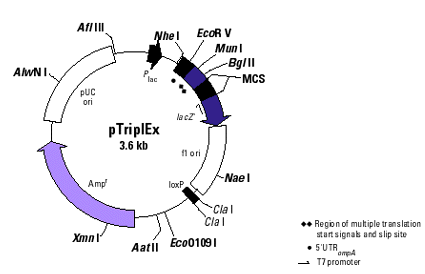 Afl III
Nhe I
EcoR V
Mun I
Bgl II
MCS
AlwN I
pUC
ori
Plac
lacZ'
pTriplEx
3.6 kb
f1 ori
Ampr
loxP
Nae I
Cla I
Cla I
Xmn I
Aat II
Eco0109 I
Region of multiple translation
start signals and slip site
5'UTRompA
T7 promoter